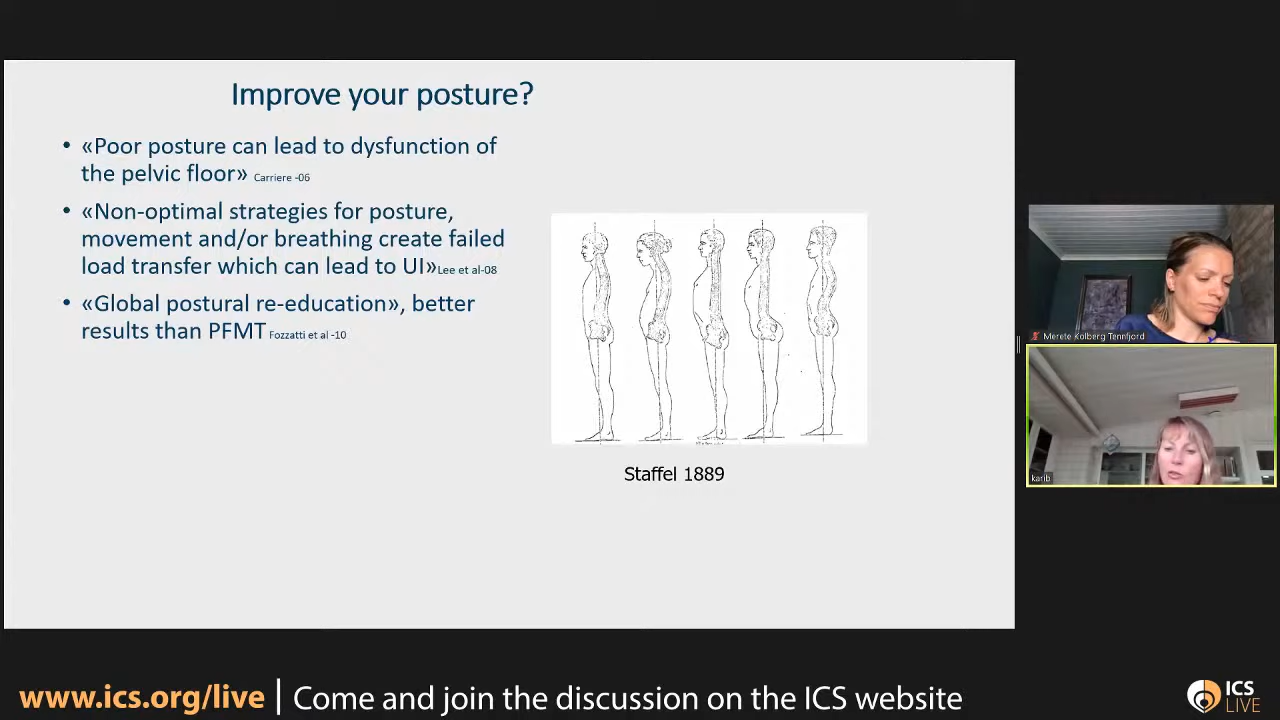 Improve your posture?
• «Poor posture can lead to dysfunction of
the pelvic floor» Carriere -06
• «Non-optimal strategies for posture,
movement and/or breathing create failed
load transfer which can lead to UI»Lee et al-08
• «Global postural re-education», better
results than PFMT Fozzatti et al -10
Staffel 1889
Merete Kolberg Tennfjord
karib
www.ics.org/live | Come and join the discussion on the ICS website
ICS
LIVE